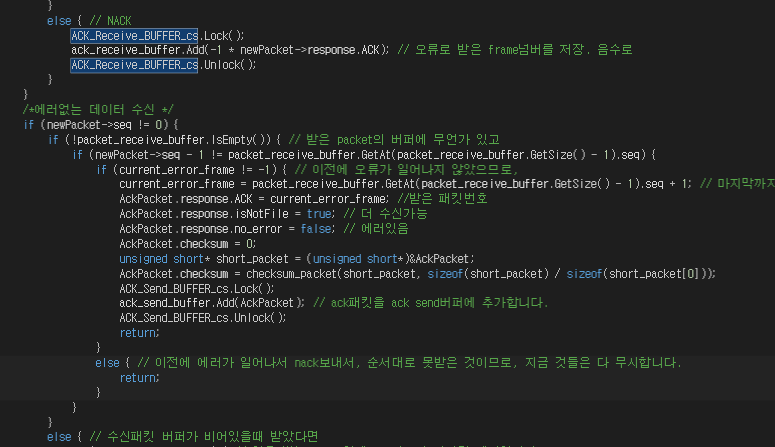 }
else { // NACK
ACK_Receive_BUFFER_cs.Lock();
ack_receive_buffer.Add(-1 * newPacket->response.ACK); // 오류로 받은 frame넘버를 저장. 음수로
ACK_Receive_BUFFER_cs.Unlock();
}
}
/*에러없는 데이터 수신 */
if (newPacket->seq != 0) {
if (!packet_receive_buffer.IsEmpty()) { // 받은 packet의 버퍼에 무언가 있고
if (newPacket->seq - 1 != packet_receive_buffer.GetAt(packet_receive_buffer.GetSize() - 1).seq) {
if (current_error_frame != -1) { // 이전에 오류가 일어나지 않았으므로,
current_error_frame = packet_receive_buffer.GetAt(packet_receive_buffer.GetSize() - 1).seq + 1; // 마지막까지
AckPacket.response.ACK = current_error_frame; //받은 패킷번호
AckPacket.response.isNotFile = true; // 더 수신가능
AckPacket.response.no_error = false; // 에러있음
AckPacket.checksum = 0;
unsigned short* short_packet = (unsigned short*)&AckPacket;
AckPacket.checksum = checksum_packet(short_packet, sizeof(short_packet) / sizeof(short_packet[0]));
ACK_Send_BUFFER_cs.Lock();
ack_send_buffer.Add(AckPacket); // ack패킷을 ack send버퍼에 추가합니다.
ACK_Send_BUFFER_cs.Unlock();
return;
}
else { // 이전에 에러가 일어나서 nack보내서, 순서대로 못받은 것이므로, 지금 것들은 다 무시합니다.
return;
}
}
}
else { // 수신패킷 버퍼가 비어있을때 받았다면